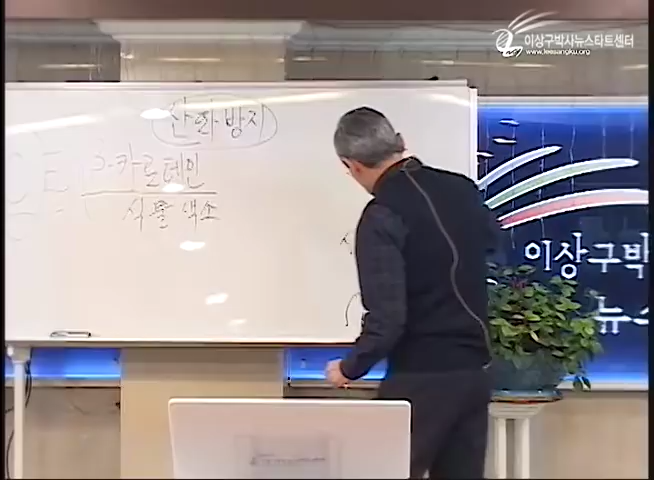 이상구박사뉴스타트센터
www.leesangku.org
산화방지
β-카로테인
식물색소
이상구박
뉴스